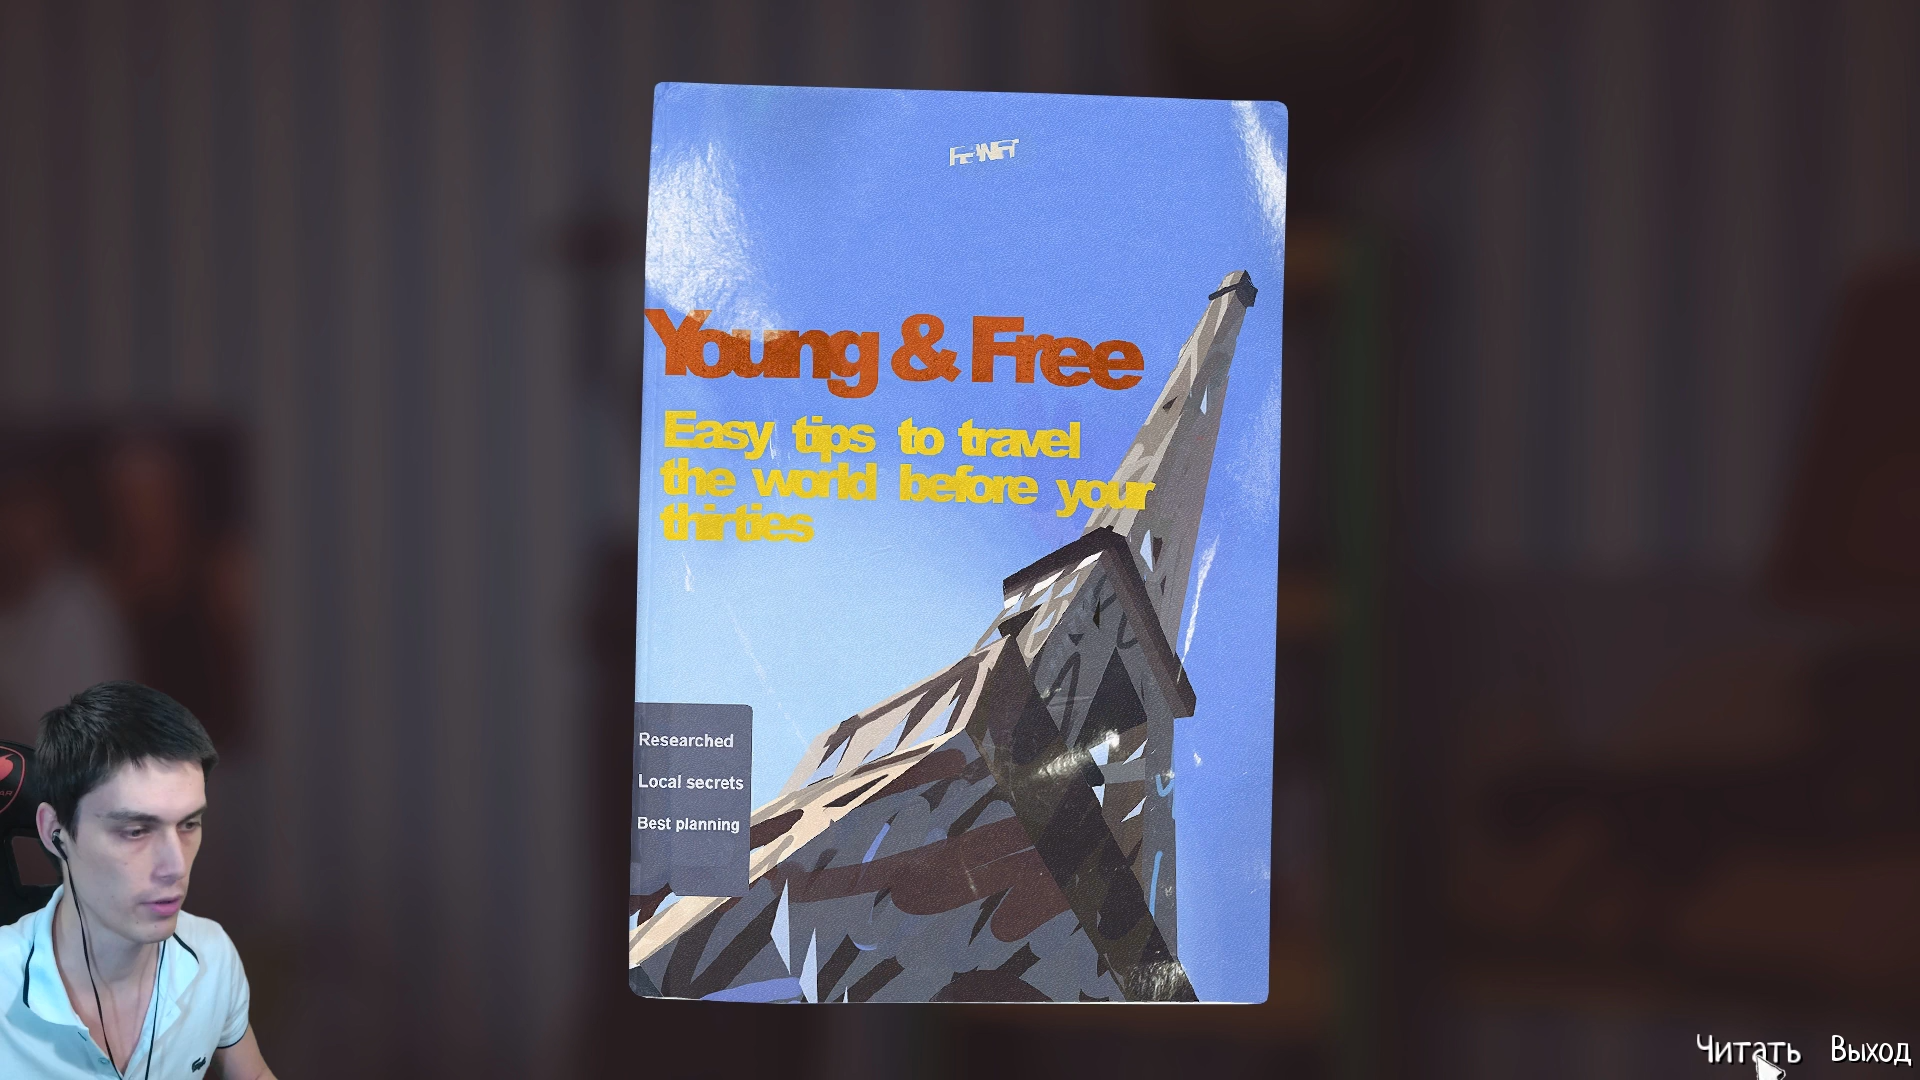 Young & Free
Easy tips to travel
the world before your
thirties
Researched
Local secrets
Best planning
Читать Выход